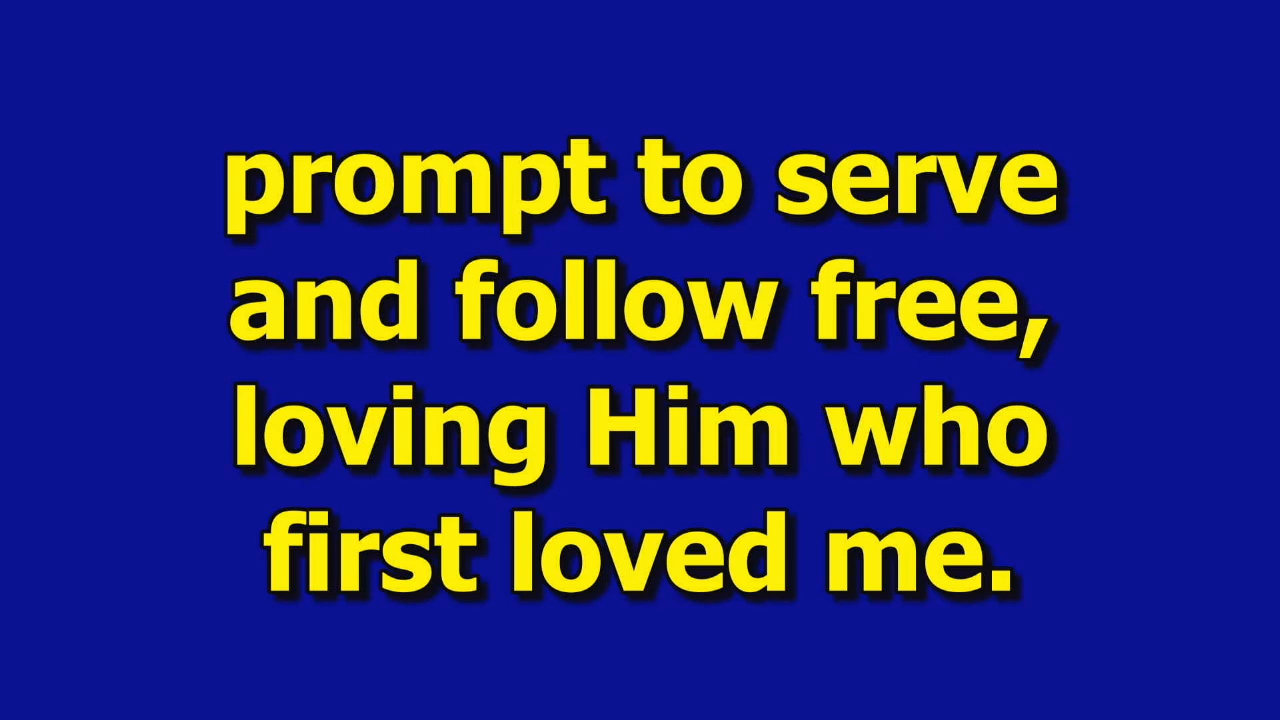 prompt to serve
and follow free,
loving Him who
first loved me.